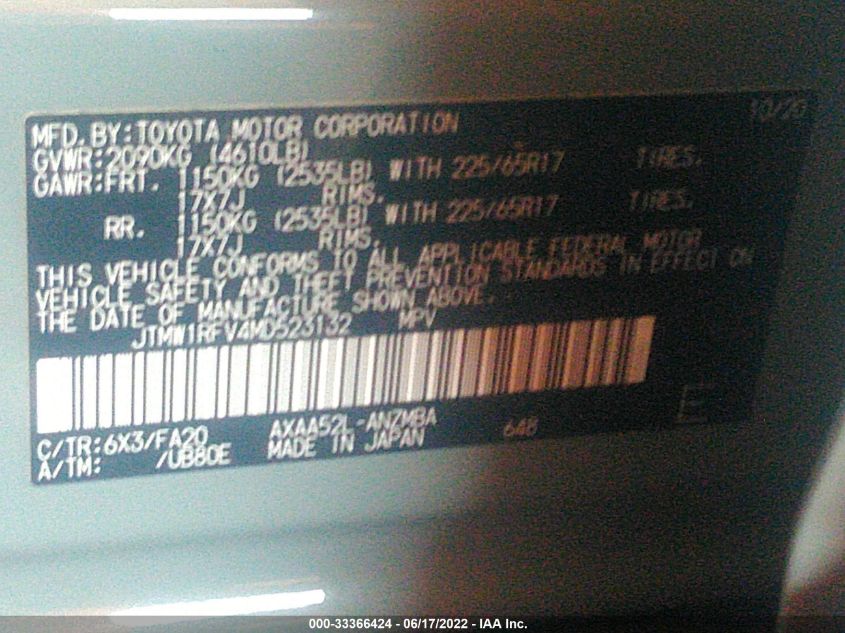 10/20
MFD.BY:TOYOTA MOTOR CORPORATION
GVWR:2090KG (4610LB)
GAWR:FRT. 1150KG (2535LB) WITH 225/65R17 TIRES.
17X7J RIMS.
RR. 1150KG (2535LB) WITH 225/65R17 TIRES.
17X7J RIMS.
THIS VEHICLE CONFORMS TO ALL APPLICABLE FEDERAL MOTOR
VEHICLE SAFETY AND THEFT PREVENTION STANDARDS IN EFFECT ON
THE DATE OF MANUFACTURE SHOWN ABOVE.
JTMW1RFV4MD523132 MPV
C/TR:6X3/FA20 AXAA52L-ANZMBA 648 E
A/TM: /UB80E MADE IN JAPAN
000-33366424 - 06/17/2022 - IAA Inc.